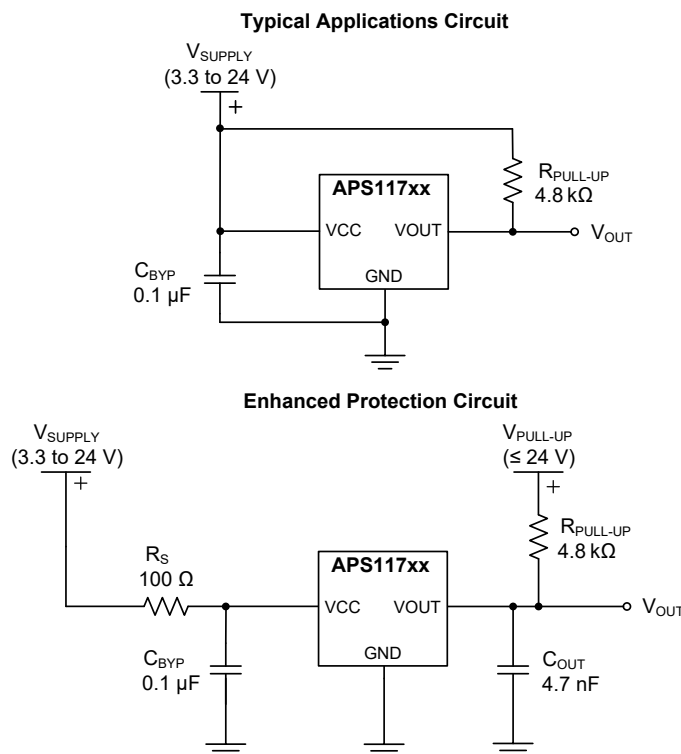 Typical Applications Circuit
VSUPPLY
(3.3 to 24 V)
+
APS117xx
RPULL-UP
4.8 kΩ
VCC VOUT
VOUT
CBYP
0.1 µF
GND
Enhanced Protection Circuit
VSUPPLY
(3.3 to 24 V)
+
VPULL-UP
(≤ 24 V)
+
RPULL-UP
4.8 kΩ
RS
100 Ω
APS117xx
VCC VOUT
VOUT
GND
CBYP
0.1 µF
COUT
4.7 nF